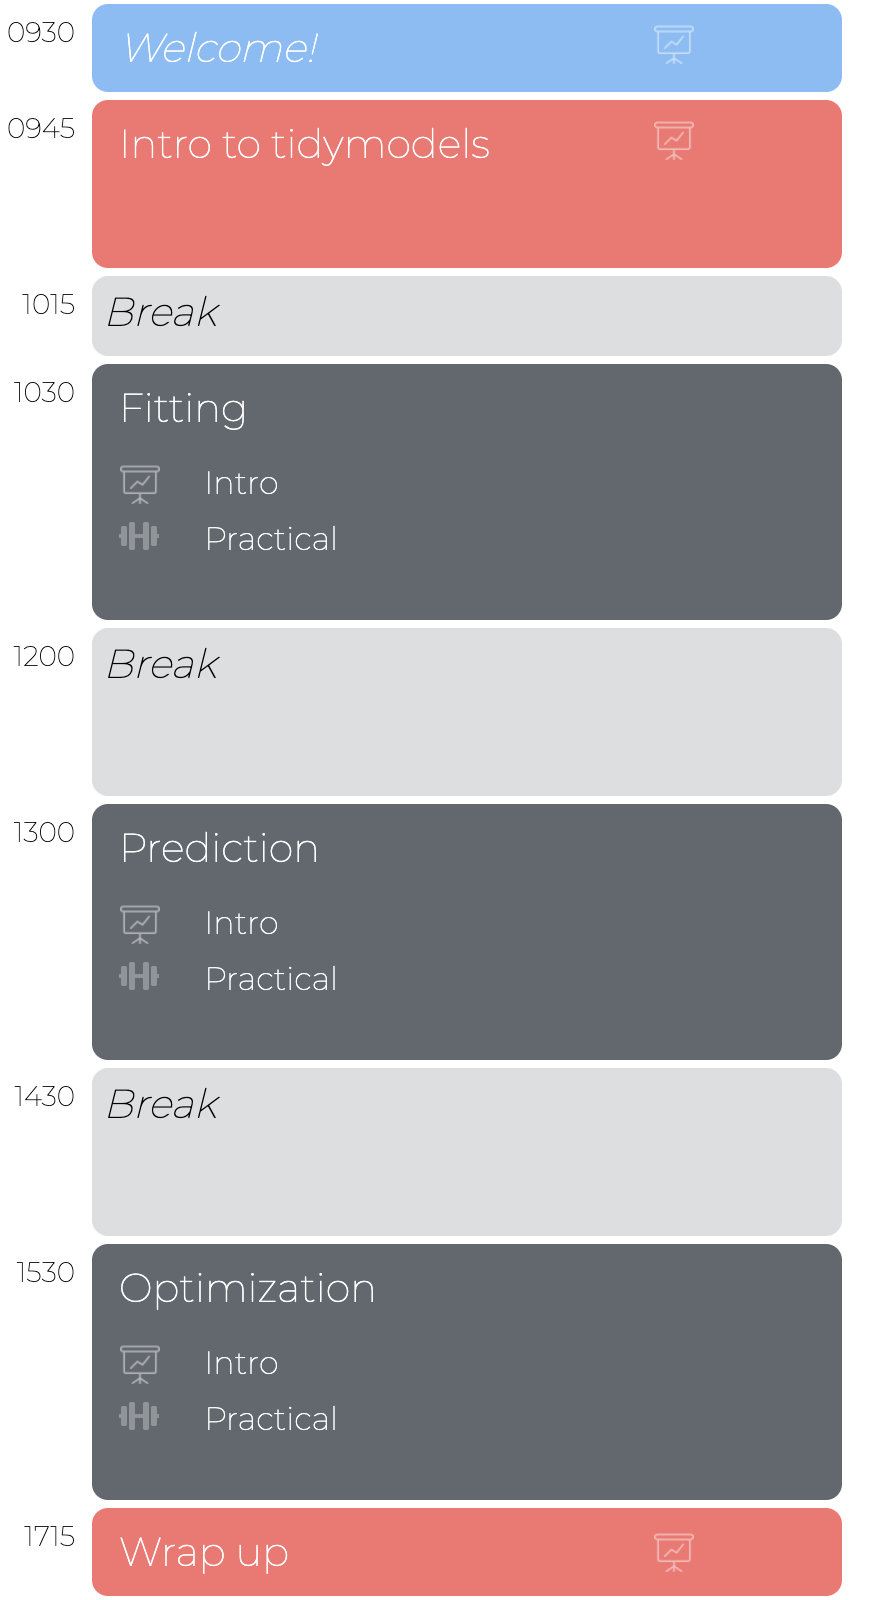 0930 Welcome!
0945 Intro to tidymodels
1015 Break
1030 Fitting
Intro
Practical
1200 Break
1300 Prediction
Intro
Practical
1430 Break
1530 Optimization
Intro
Practical
1715 Wrap up